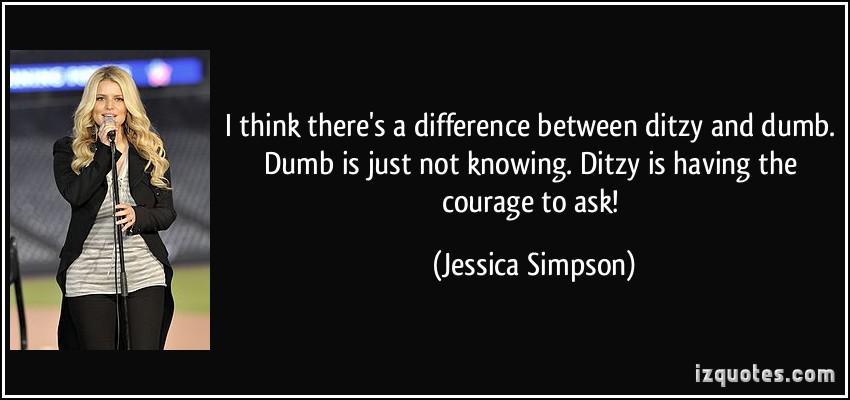 I think there's a difference between ditzy and dumb.
Dumb is just not knowing. Ditzy is having the
courage to ask!
(Jessica Simpson)
izquotes.com